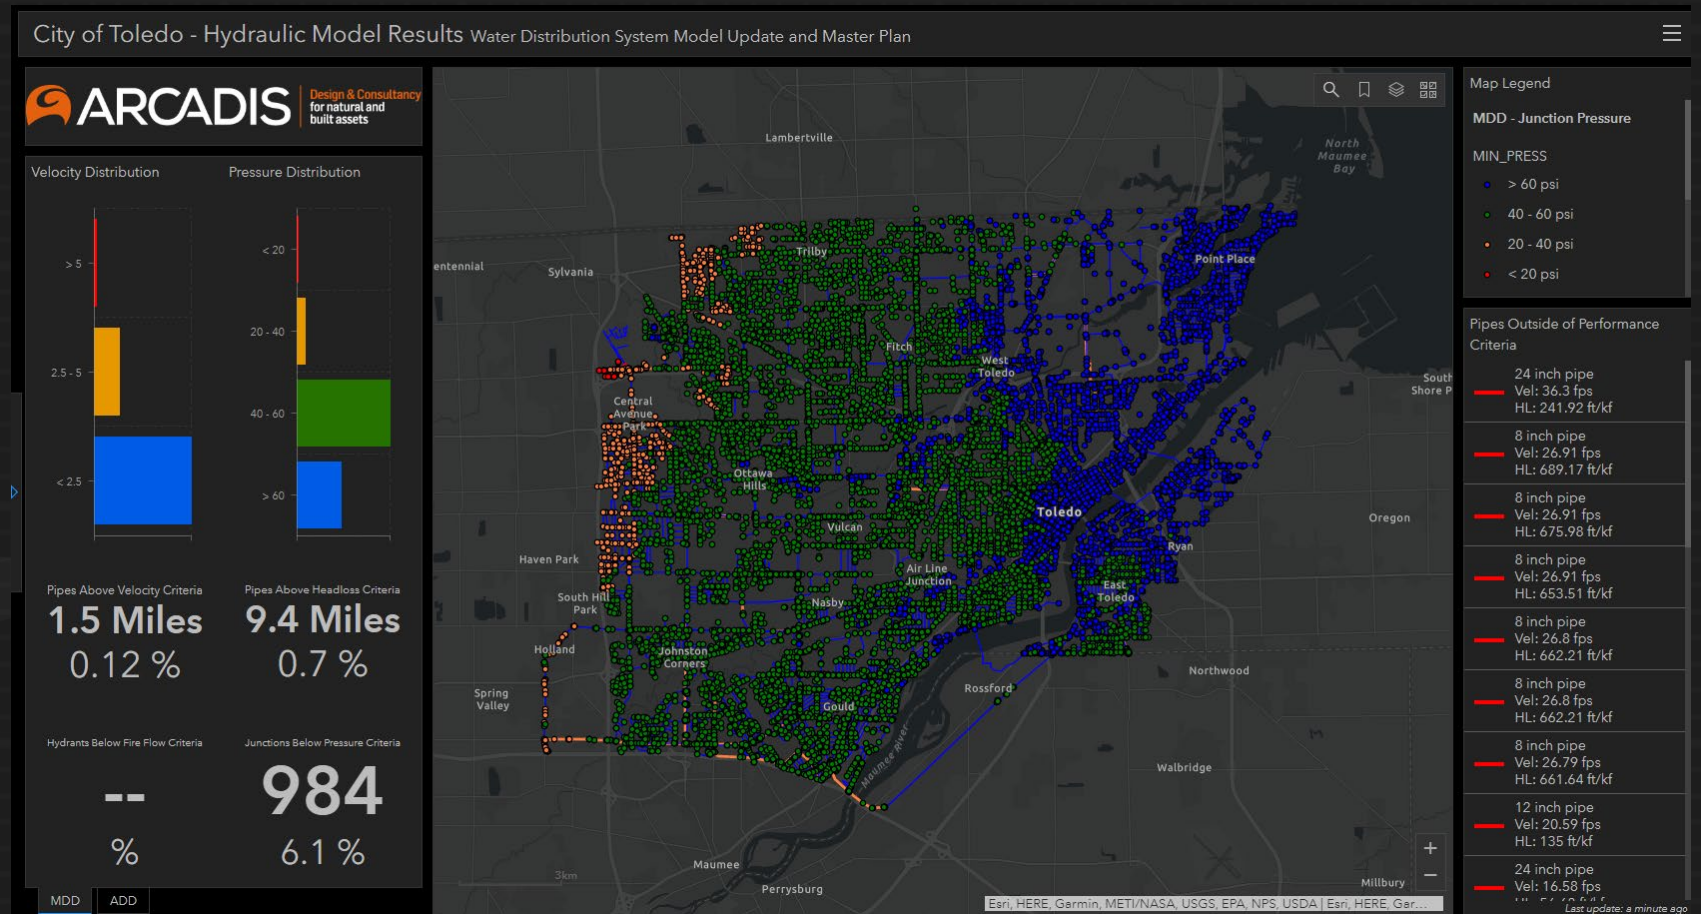 City of Toledo - Hydraulic Model Results Water Distribution System Model Update and Master Plan
ARCADIS
Design & Consultancy
for natural and
built assets
Velocity Distribution
Pressure Distribution
> 5
2.5 - 5
< 2.5
< 20
20 - 40
40 - 60
> 60
Pipes Above Velocity Criteria
1.5 Miles
0.12 %
Pipes Above Headloss Criteria
9.4 Miles
0.7 %
Hydrants Below Fire Flow Criteria
--
%
Junctions Below Pressure Criteria
984
6.1 %
MDD
ADD
Lambertville
North
Maumee
Bay
Trilby
Point Place
entennial
Sylvania
Fitch
West
Toledo
South
Shore P
Central
Avenue
Park
Ottawa
Hills
Toledo
Oregon
Vulcan
Ryan
Haven Park
Air Line
Junction
East
Toledo
South Hill
Park
Nasby
Holland
Johnston
Corners
Northwood
Spring
Valley
Rossford
Gould
Maumee River
Walbridge
Maumee
3km
Perrysburg
Millbury
+
−
Esri, HERE, Garmin, METI/NASA, USGS, EPA, NPS, USDA | Esri, HERE, Gar...
Map Legend
MDD - Junction Pressure
MIN_PRESS
> 60 psi
40 - 60 psi
20 - 40 psi
< 20 psi
Pipes Outside of Performance
Criteria
24 inch pipe
Vel: 36.3 fps
HL: 241.92 ft/kf
8 inch pipe
Vel: 26.91 fps
HL: 689.17 ft/kf
8 inch pipe
Vel: 26.91 fps
HL: 675.98 ft/kf
8 inch pipe
Vel: 26.91 fps
HL: 653.51 ft/kf
8 inch pipe
Vel: 26.8 fps
HL: 662.21 ft/kf
8 inch pipe
Vel: 26.8 fps
HL: 662.21 ft/kf
8 inch pipe
Vel: 26.79 fps
HL: 661.64 ft/kf
12 inch pipe
Vel: 20.59 fps
HL: 135 ft/kf
24 inch pipe
Vel: 16.58 fps
Last update: a minute ago